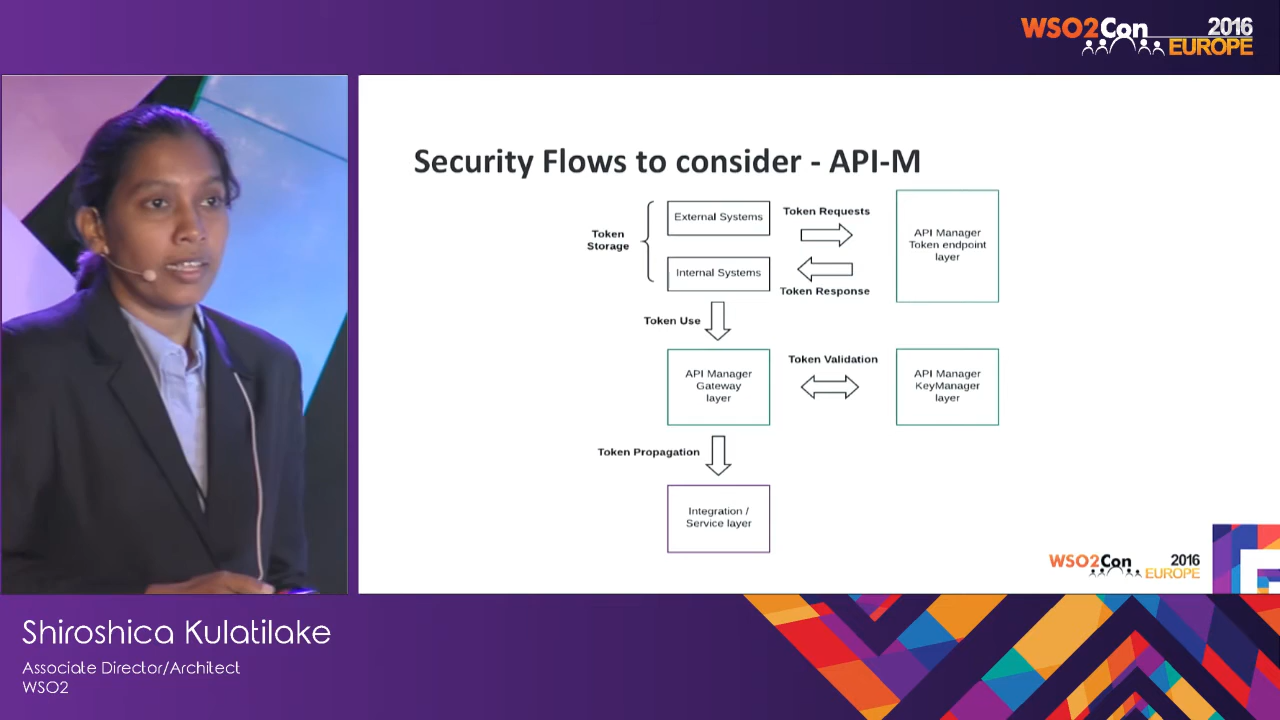 WSO2Con 2016
EUROPE
Security Flows to consider - API-M
Token
Storage
External Systems
Internal Systems
Token Requests
Token Response
API Manager
Token endpoint
layer
Token Use
API Manager
Gateway
layer
Token Validation
API Manager
KeyManager
layer
Token Propagation
Integration /
Service layer
WSO2Con 2016
EUROPE
Shiroshica Kulatilake
Associate Director/Architect
WSO2